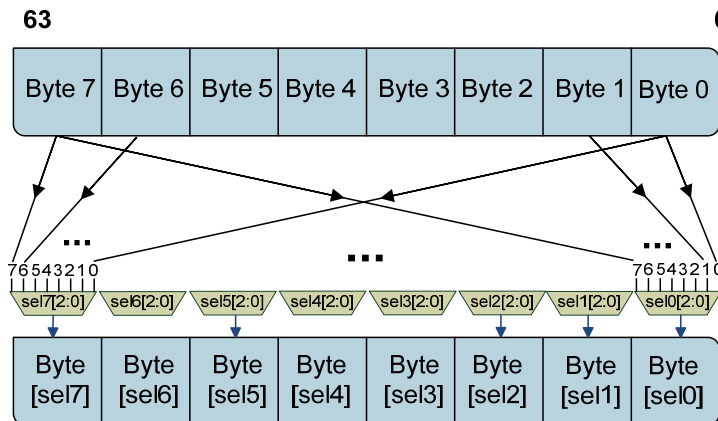 63
Byte 7 Byte 6 Byte 5 Byte 4 Byte 3 Byte 2 Byte 1 Byte 0
... ... ...
76543210 76543210
sel7[2:0] sel6[2:0] sel5[2:0] sel4[2:0] sel3[2:0] sel2[2:0] sel1[2:0] sel0[2:0]
Byte Byte Byte Byte Byte Byte Byte Byte
[sel7] [sel6] [sel5] [sel4] [sel3] [sel2] [sel1] [sel0]